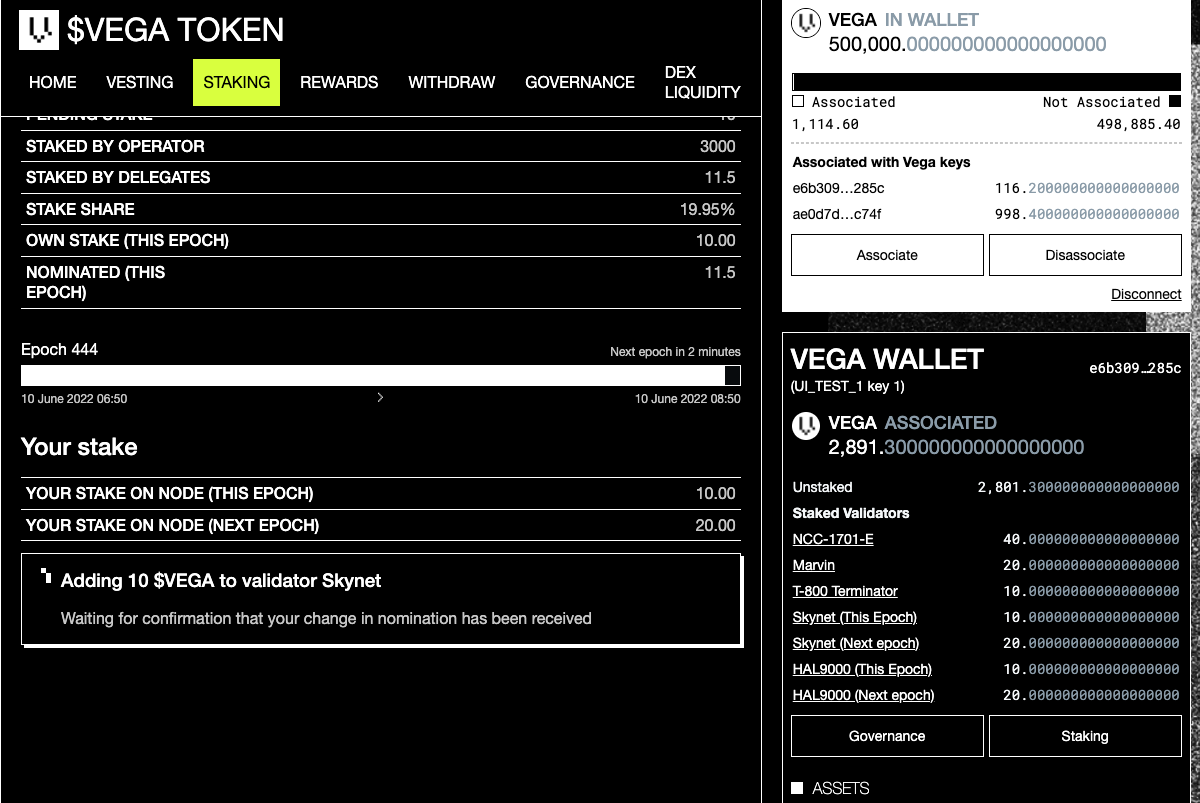 $VEGA TOKEN
HOME VESTING STAKING REWARDS WITHDRAW GOVERNANCE DEX LIQUIDITY
PENDING STAKE 10
STAKED BY OPERATOR 3000
STAKED BY DELEGATES 11.5
STAKE SHARE 19.95%
OWN STAKE (THIS EPOCH) 10.00
NOMINATED (THIS
EPOCH) 11.5
Epoch 444 Next epoch in 2 minutes
10 June 2022 06:50 10 June 2022 08:50
Your stake
YOUR STAKE ON NODE (THIS EPOCH) 10.00
YOUR STAKE ON NODE (NEXT EPOCH) 20.00
Adding 10 $VEGA to validator Skynet
Waiting for confirmation that your change in nomination has been received
VEGA IN WALLET
500,000.000000000000000000
Associated Not Associated
1,114.60 498,885.40
Associated with Vega keys
e6b309…285c 116.200000000000000000
ae0d7d…c74f 998.400000000000000000
Associate Disassociate
Disconnect
VEGA WALLET e6b309…285c
(UI_TEST_1 key 1)
VEGA ASSOCIATED
2,891.300000000000000000
Unstaked 2,801.300000000000000000
Staked Validators
NCC-1701-E 40.000000000000000000
Marvin 20.000000000000000000
T-800 Terminator 10.000000000000000000
Skynet (This Epoch) 10.000000000000000000
Skynet (Next epoch) 20.000000000000000000
HAL9000 (This Epoch) 10.000000000000000000
HAL9000 (Next epoch) 20.000000000000000000
Governance Staking
ASSETS